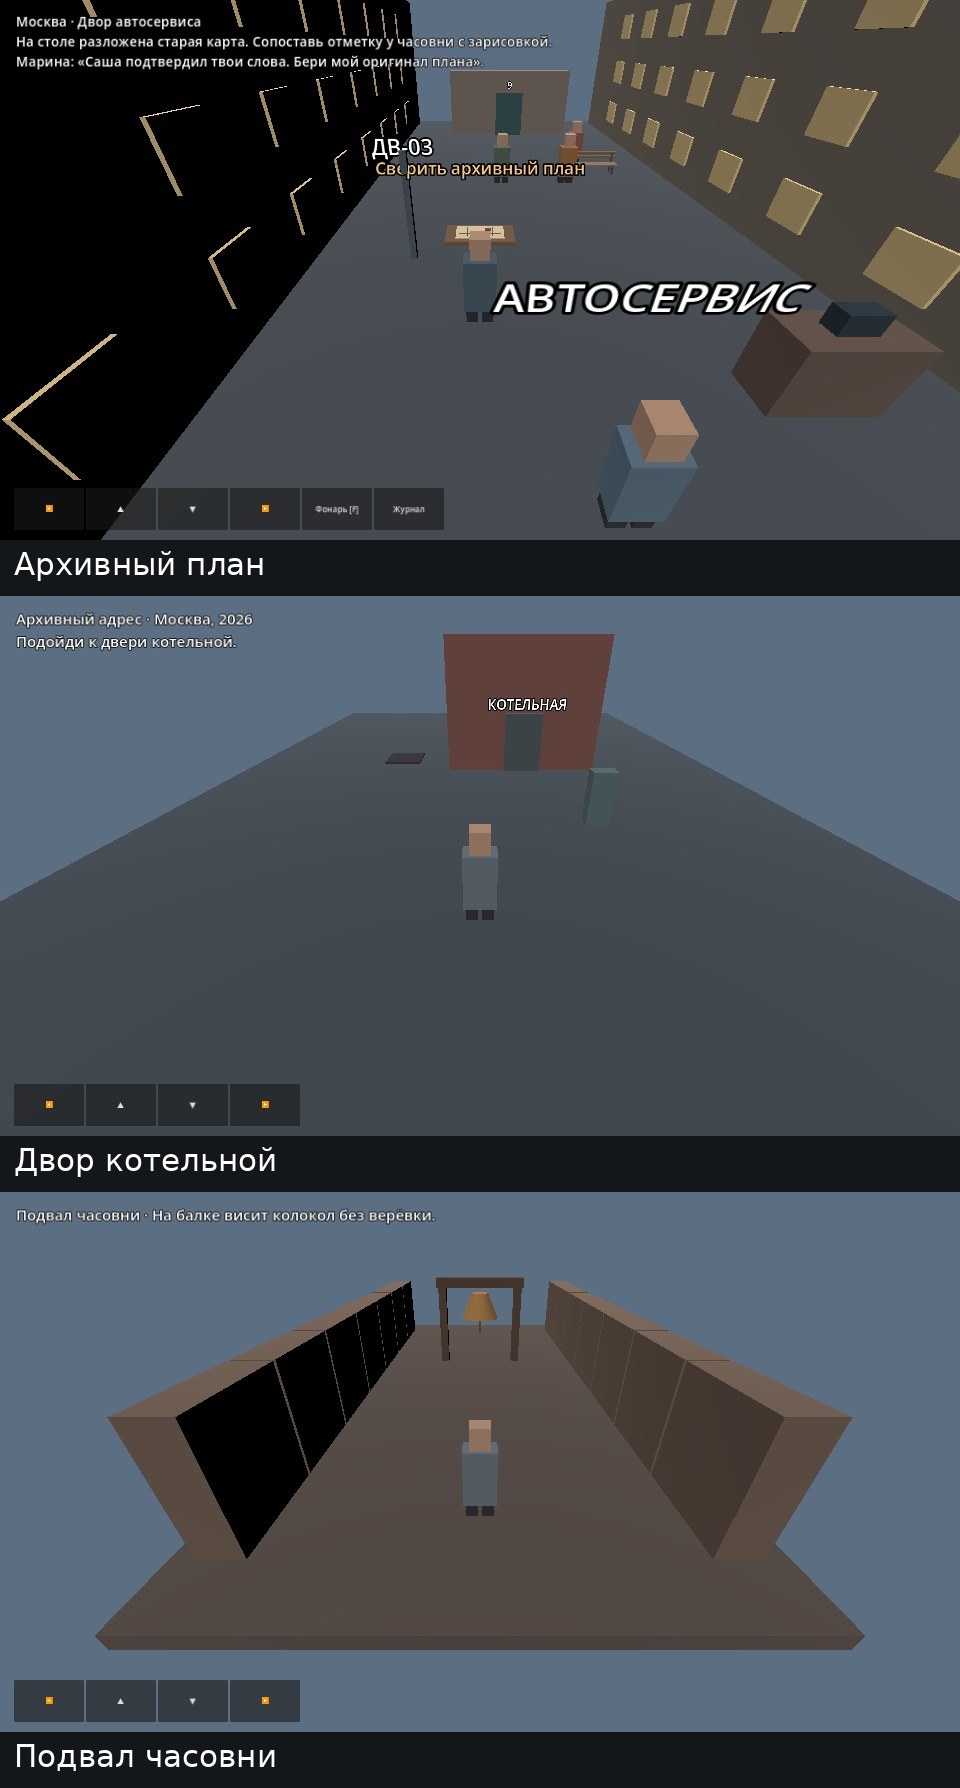 Москва · Двор автосервиса
На столе разложена старая карта. Сопоставь отметку у часовни с зарисовкой.
Марина: «Саша подтвердил твои слова. Бери мой оригинал плана».
9
ДВ-03
Сверить архивный план
АВТОСЕРВИС
Фонарь [F]
Журнал
Архивный план
Архивный адрес · Москва, 2026
Подойди к двери котельной.
КОТЕЛЬНАЯ
Двор котельной
Подвал часовни · На балке висит колокол без верёвки.
Подвал часовни